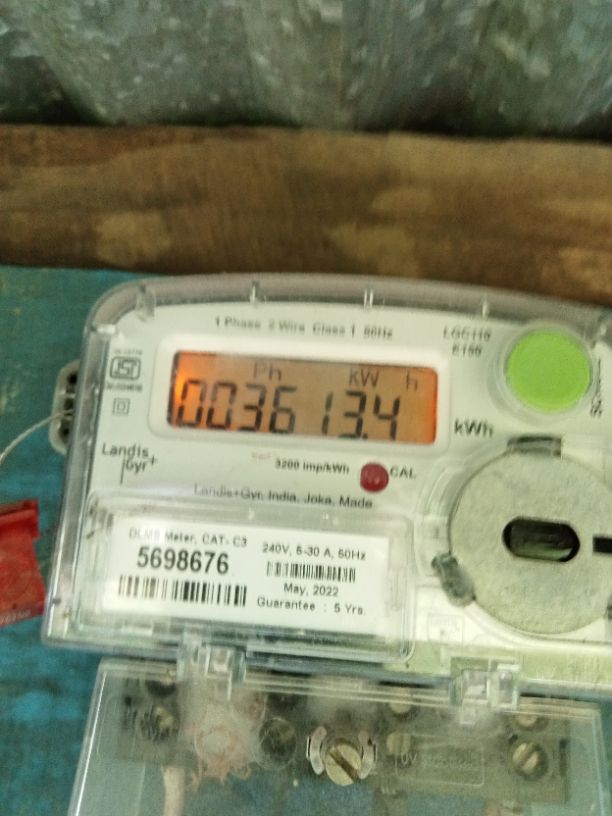 1 Phase 2 Wire Class 1 50Hz
LGC110
E150
Ph kW h
003613.4
kWh
Landis
Gyr+
3200 imp/kWh
CAL
Landis+Gyr, India, Joka, Made
DLMS Meter, CAT- C3
5698676
240V, 5-30 A, 50Hz
May, 2022
Guarantee : 5 Yrs.